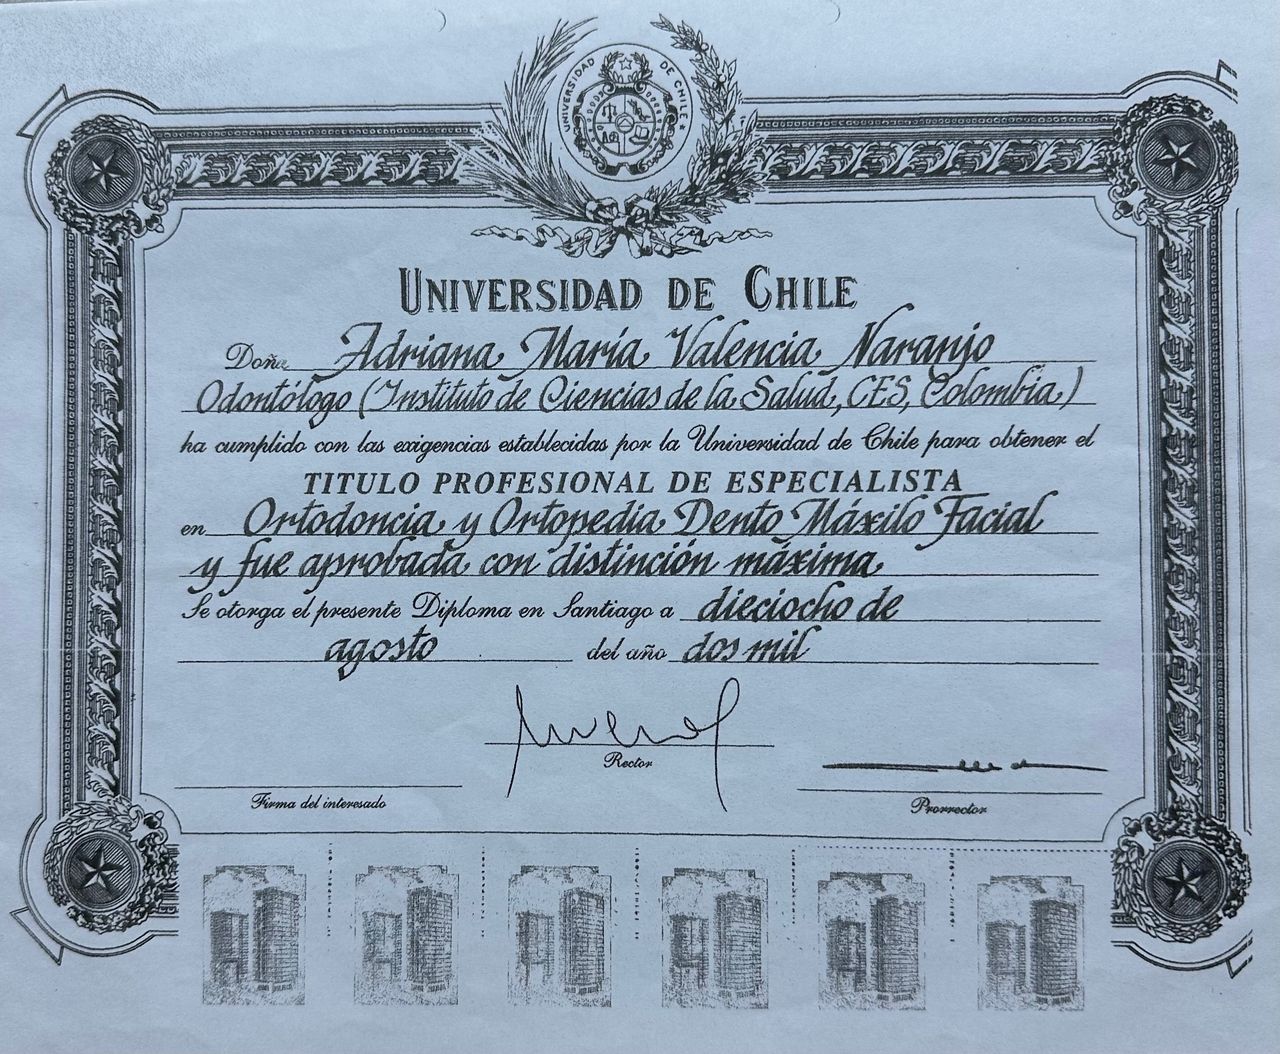 UNIVERSIDAD DE CHILE
UNIVERSIDAD DE CHILE
Doña Adriana María Valencia Naranjo
Odontólogo (Instituto de Ciencias de la Salud, CES, Colombia)
ha cumplido con las exigencias establecidas por la Universidad de Chile para obtener el
TITULO PROFESIONAL DE ESPECIALISTA
en Ortodoncia y Ortopedia Dento Máxilo Facial
y fue aprobada con distinción máxima
Se otorga el presente Diploma en Santiago a dieciocho de
agosto del año dos mil
Rector
Firma del interesado
Prorrector